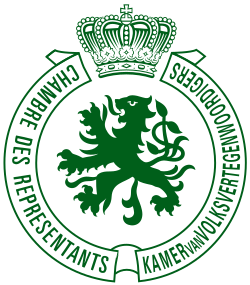 CHAMBRE DES REPRESENTANTS
KAMER VAN VOLKSVERTEGENWOORDIGERS